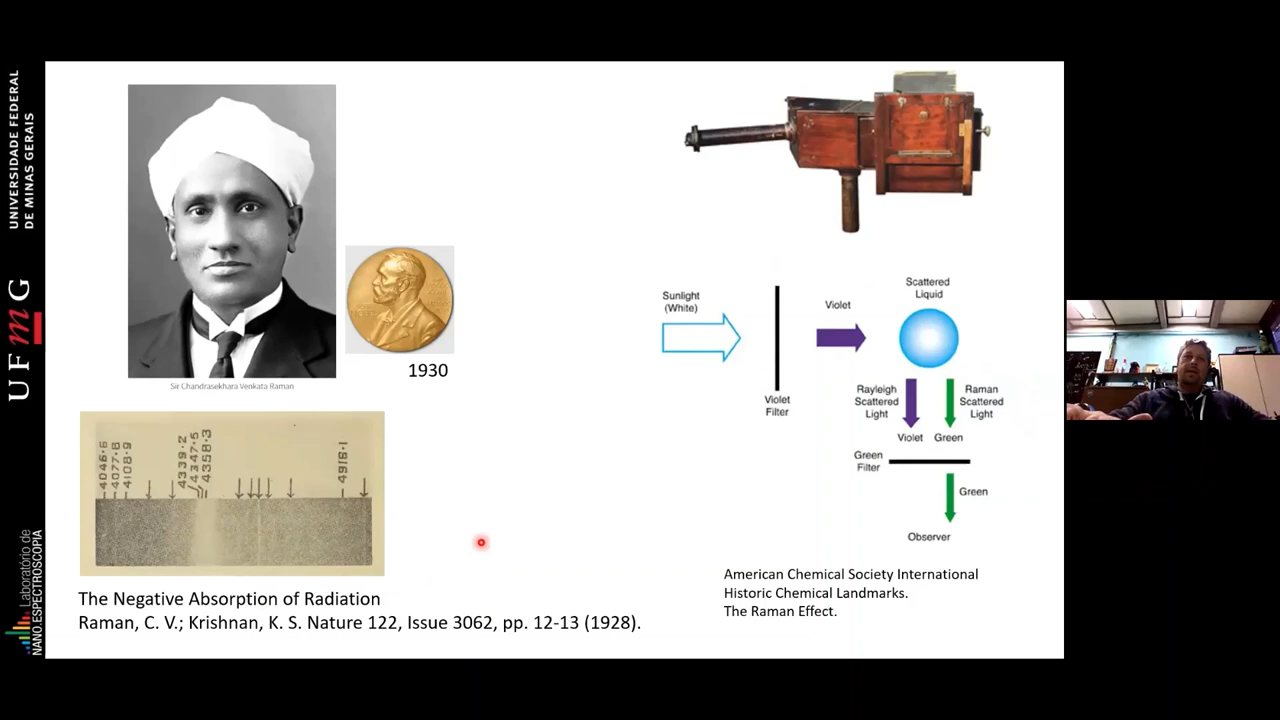 UNIVERSIDADE FEDERAL
DE MINAS GERAIS
UFmG
Laboratório de
NANO.ESPECTROSCOPIA
Sir Chandrasekhara Venkata Raman
1930
4046·6
4077·8
4108·9
4339·2
4347·5
4358·3
4916·1
The Negative Absorption of Radiation
Raman, C. V.; Krishnan, K. S. Nature 122, Issue 3062, pp. 12-13 (1928).
Sunlight
(White)
Violet
Filter
Violet
Scattered
Liquid
Rayleigh
Scattered
Light
Raman
Scattered
Light
Violet
Green
Green
Filter
Green
Observer
American Chemical Society International
Historic Chemical Landmarks.
The Raman Effect.